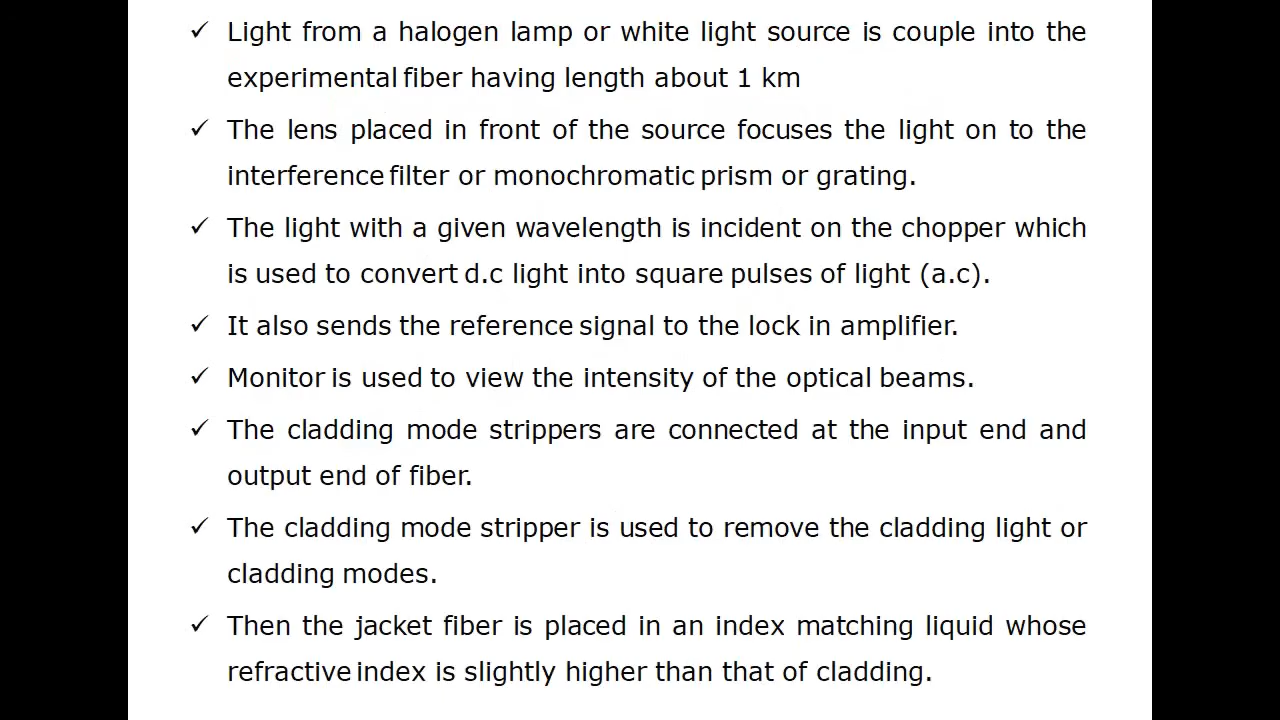 ✓ Light from a halogen lamp or white light source is couple into the
experimental fiber having length about 1 km
✓ The lens placed in front of the source focuses the light on to the
interference filter or monochromatic prism or grating.
✓ The light with a given wavelength is incident on the chopper which
is used to convert d.c light into square pulses of light (a.c).
✓ It also sends the reference signal to the lock in amplifier.
✓ Monitor is used to view the intensity of the optical beams.
✓ The cladding mode strippers are connected at the input end and
output end of fiber.
✓ The cladding mode stripper is used to remove the cladding light or
cladding modes.
✓ Then the jacket fiber is placed in an index matching liquid whose
refractive index is slightly higher than that of cladding.